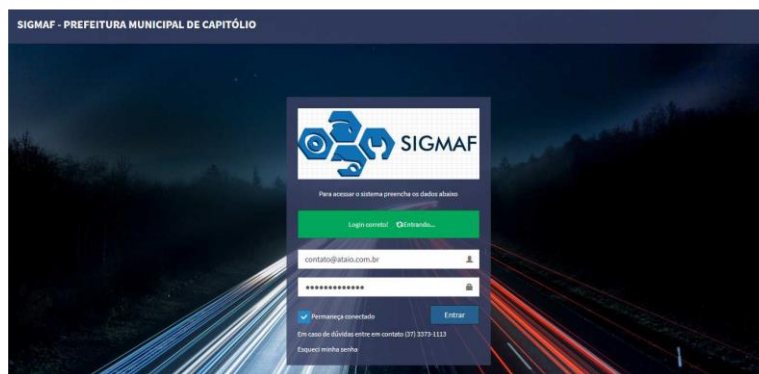 SIGMAF - PREFEITURA MUNICIPAL DE CAPITÓLIO
SIGMAF
Para acessar o sistema preencha os dados abaixo
Login correto! Entrando...
contato@ataio.com.br
Permaneça conectado
Entrar
Em caso de dúvidas entre em contato (37) 3373-1113
Esqueci minha senha